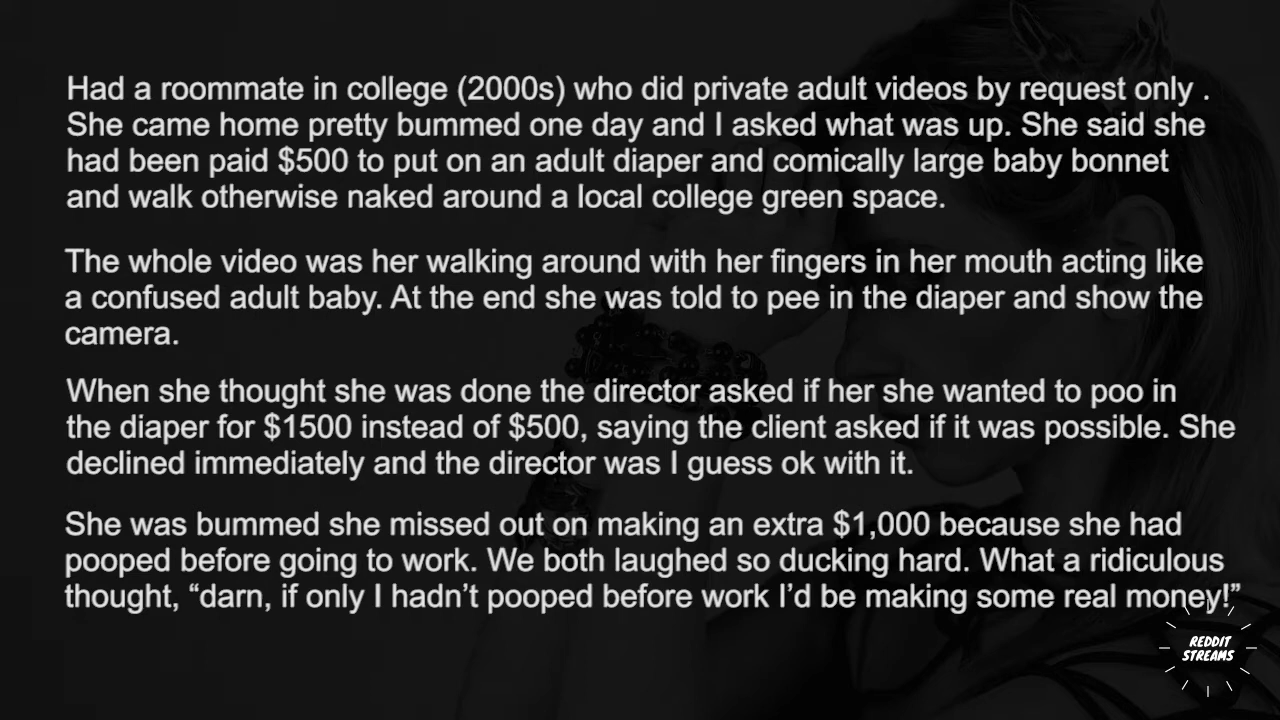 Had a roommate in college (2000s) who did private adult videos by request only .
She came home pretty bummed one day and I asked what was up. She said she
had been paid $500 to put on an adult diaper and comically large baby bonnet
and walk otherwise naked around a local college green space.
The whole video was her walking around with her fingers in her mouth acting like
a confused adult baby. At the end she was told to pee in the diaper and show the
camera.
When she thought she was done the director asked if her she wanted to poo in
the diaper for $1500 instead of $500, saying the client asked if it was possible. She
declined immediately and the director was I guess ok with it.
She was bummed she missed out on making an extra $1,000 because she had
pooped before going to work. We both laughed so ducking hard. What a ridiculous
thought, “darn, if only I hadn’t pooped before work I’d be making some real money!”
REDDIT
STREAMS